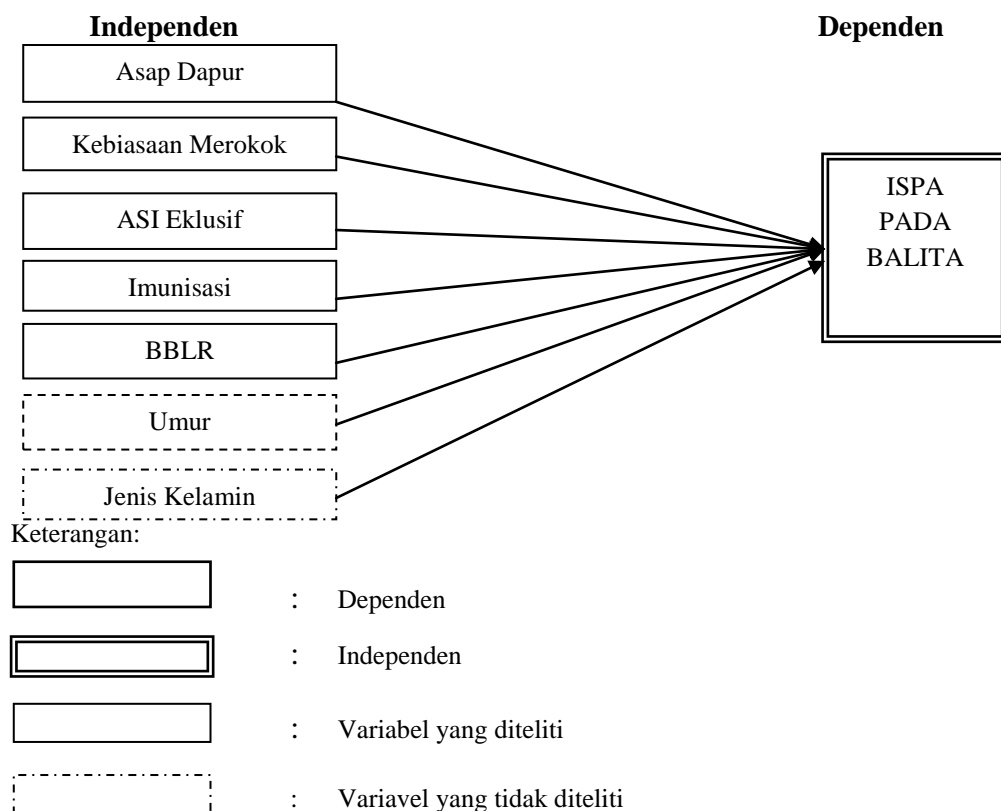 Independen
Dependen
Asap Dapur
Kebiasaan Merokok
ASI Eklusif
Imunisasi
BBLR
Umur
Jenis Kelamin
ISPA
PADA
BALITA
Keterangan:
: Dependen
: Independen
: Variabel yang diteliti
: Variavel yang tidak diteliti